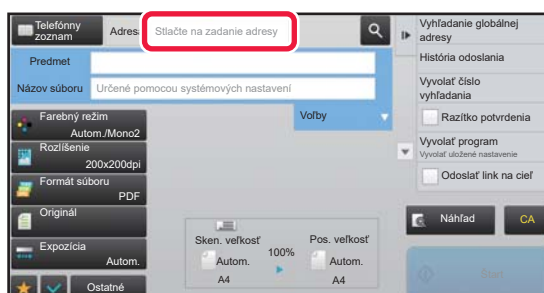 Telefónny
zoznam
Adres
Stlačte na zadanie adresy
Predmet
Názov súboru
Určené pomocou systémových nastavení
Voľby
Farebný režim
Autom./Mono2
Rozlíšenie
200x200dpi
Formát súboru
PDF
Originál
Expozícia
Autom.
Ostatné
Sken. veľkosť
Autom.
A4
100%
Pos. veľkosť
Autom.
A4
Vyhľadanie globálnej
adresy
História odoslania
Vyvolať číslo
vyhľadania
Razítko potvrdenia
Vyvolať program
Vyvolať uložené nastavenie
Odoslať link na cieľ
Náhľad
CA
Start